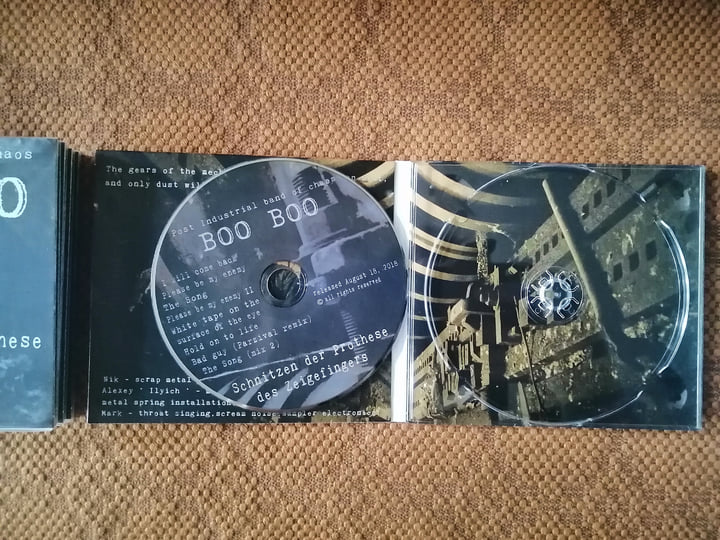 haos
O
hese
The gears of the
and only dust
Post Industrial band of chaos
BOO BOO
I will come back
Please be my enemy
The Song
Please be my enemy II
White tape on the
surface of the eye
Hold on to life
Bad guy (Parzival remix)
The Song (mix 2)
released August 18, 2018
© all rights reserved
Schnitzen der Prothese
des Zeigefingers
Nik - scrap metal
Alexey ' Ilyich ' -
metal spring installation
Mark - throat singing, scream noise, sampler electronics